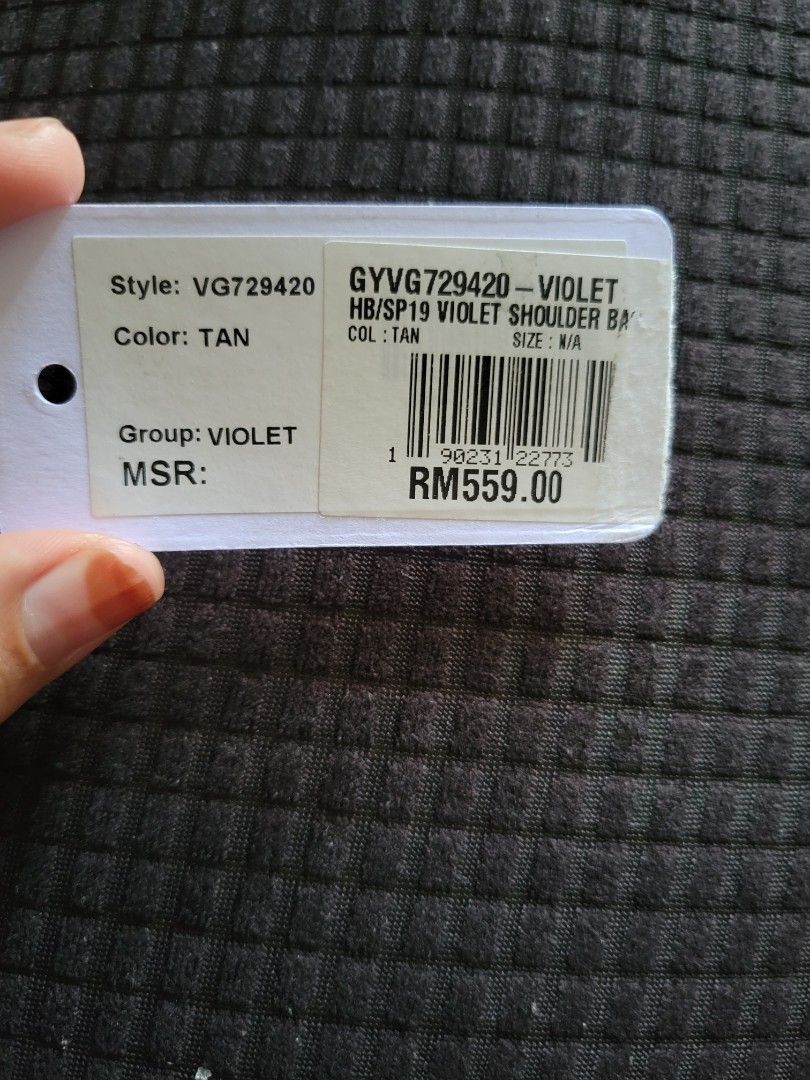 Style: VG729420
Color: TAN
Group: VIOLET
MSR:
GYVG729420-VIOLET
HB/SP19 VIOLET SHOULDER
COL : TAN SIZE : N/A
1 90231 22773
RM559.00